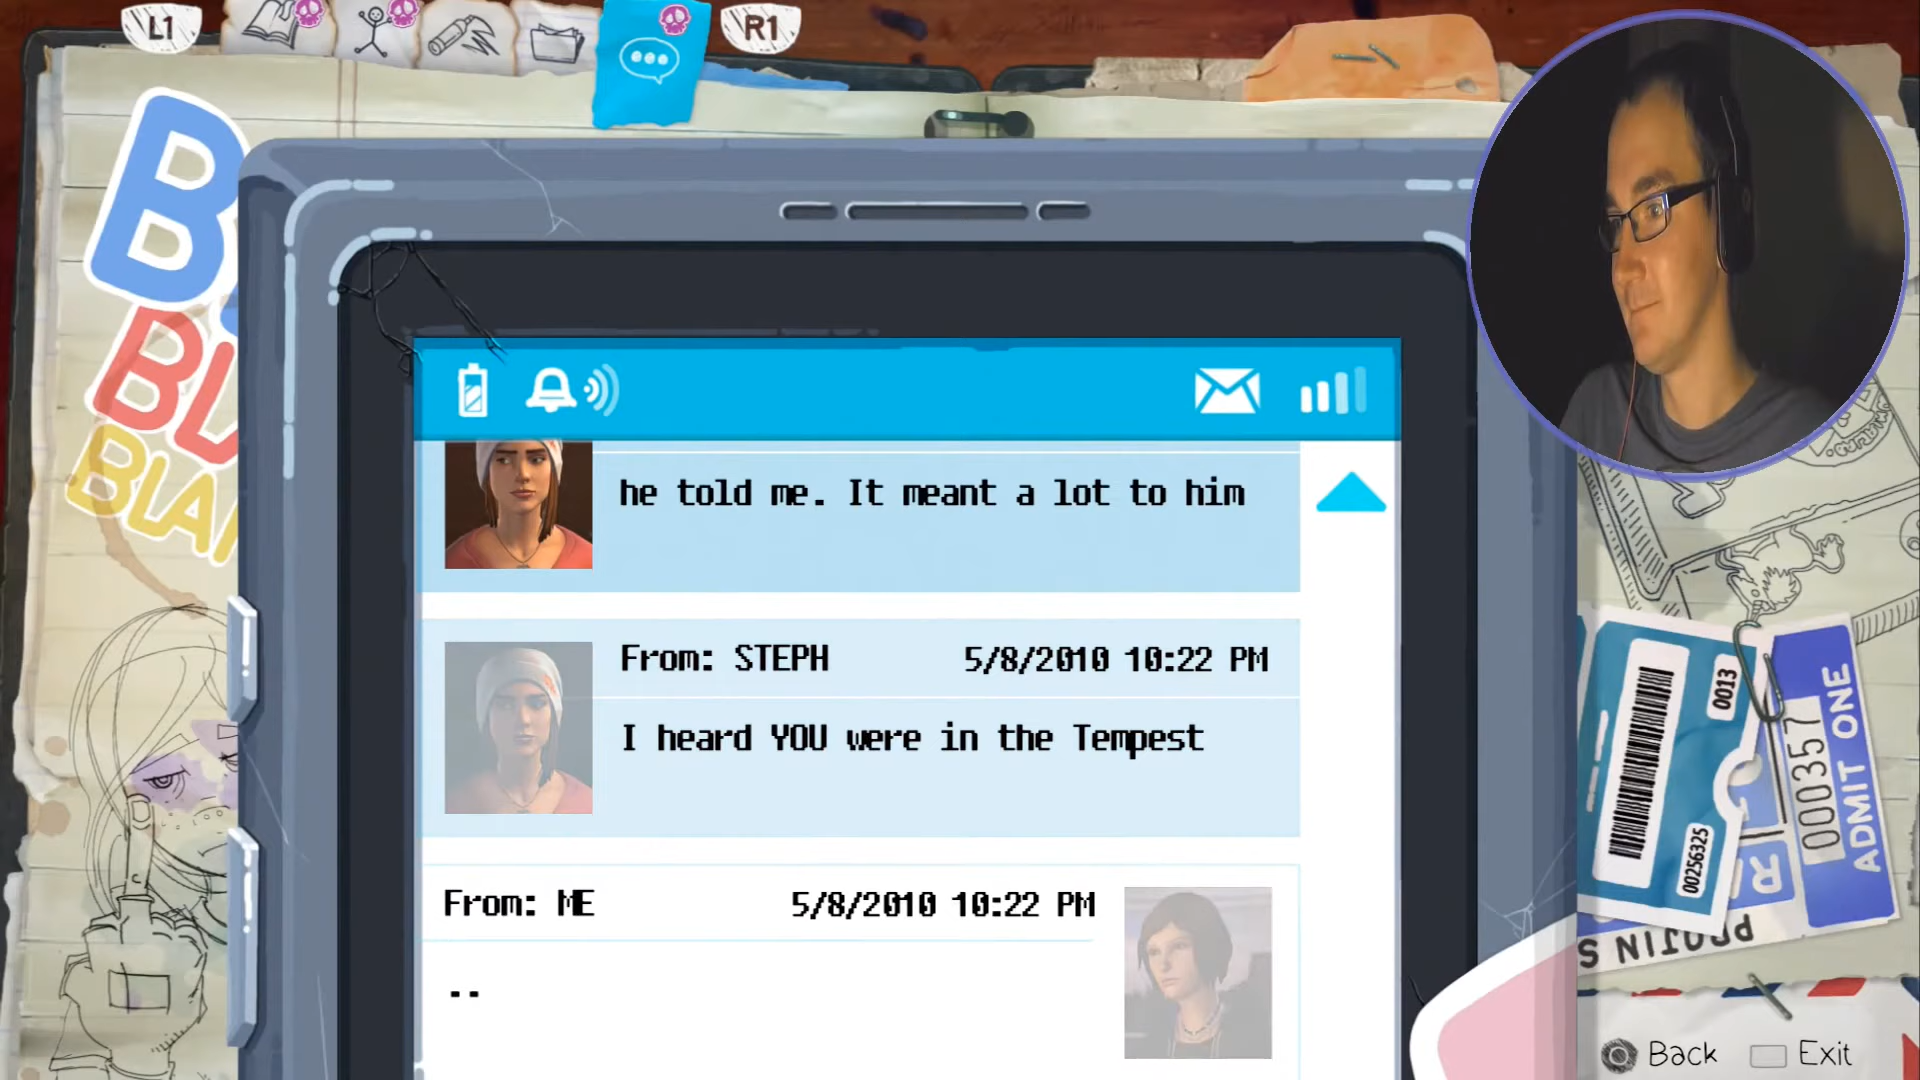 L1
R1
he told me. It meant a lot to him
From: STEPH 5/8/2010 10:22 PM
I heard YOU were in the Tempest
From: ME 5/8/2010 10:22 PM
..
0013
00256325
000357
ADMIT ONE
R
Back
Exit